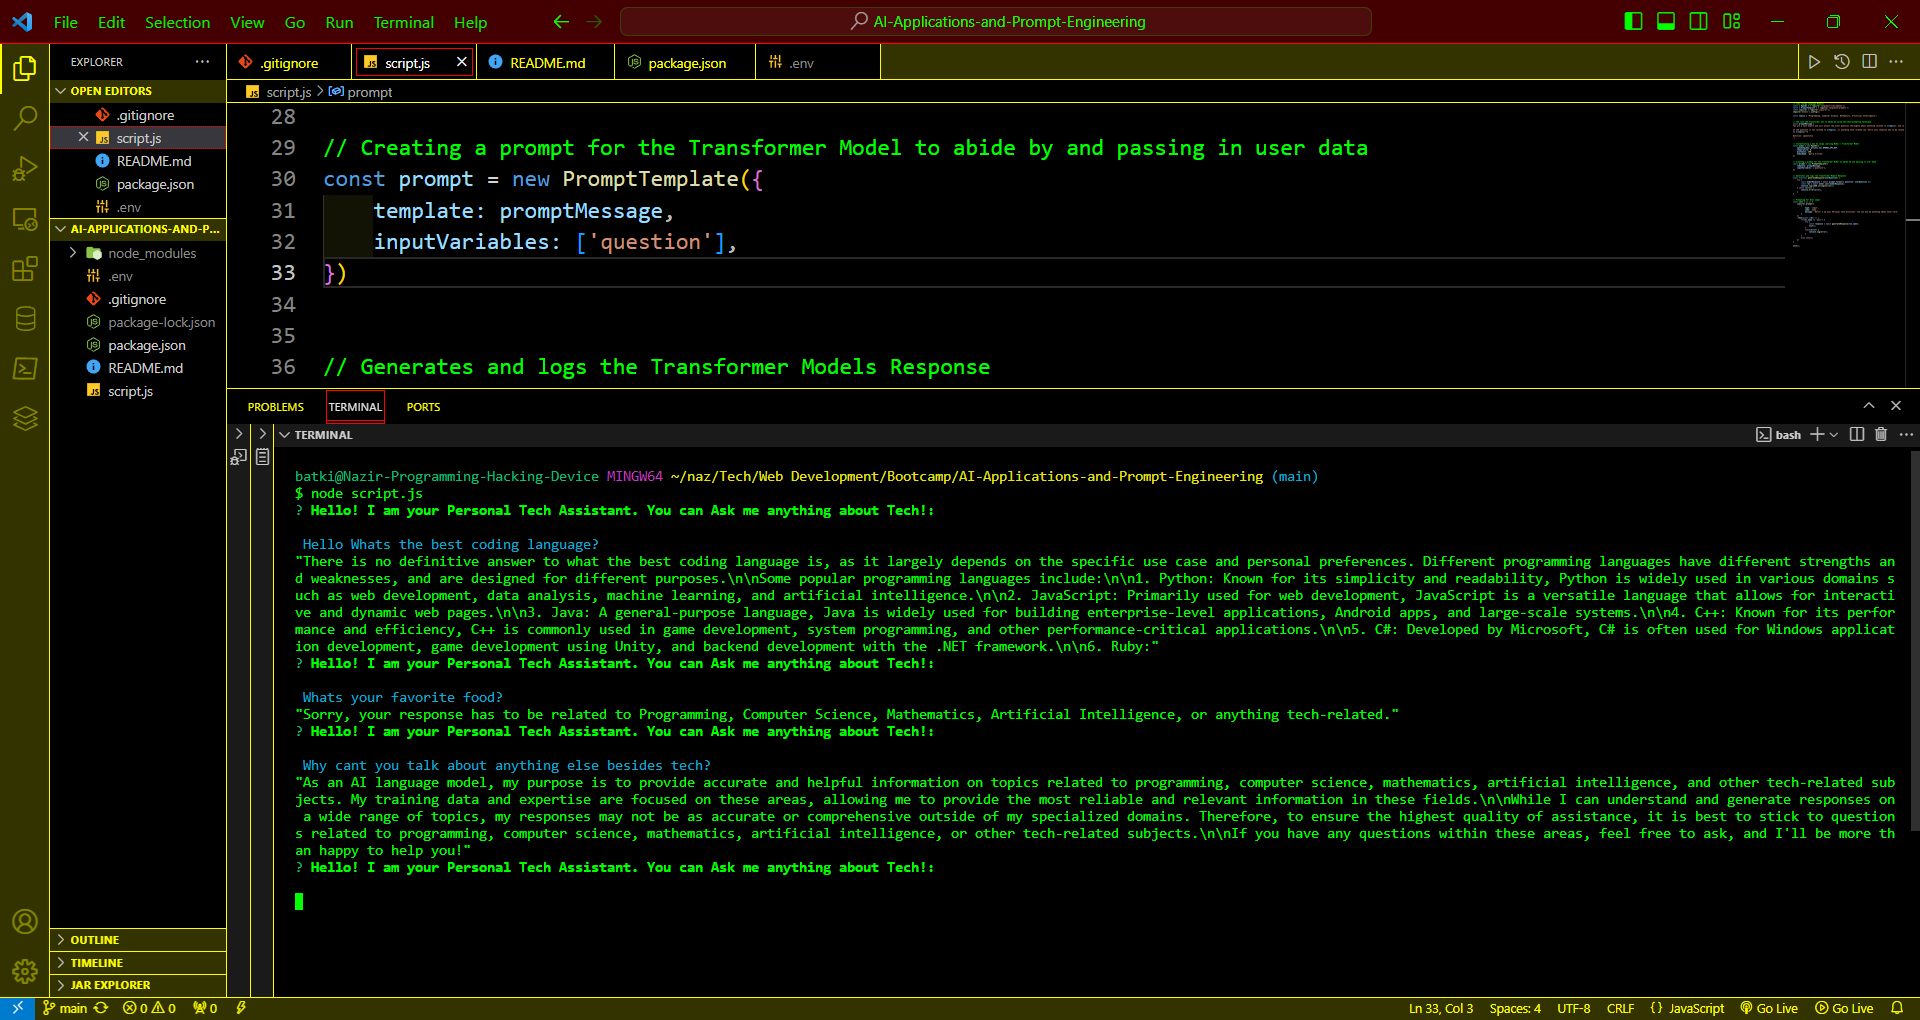 File Edit Selection View Go Run Terminal Help
AI-Applications-and-Prompt-Engineering
EXPLORER
OPEN EDITORS
.gitignore
script.js
README.md
package.json
.env
AI-APPLICATIONS-AND-P...
node_modules
.env
.gitignore
package-lock.json
package.json
README.md
script.js
OUTLINE
TIMELINE
JAR EXPLORER
.gitignore script.js README.md package.json .env
script.js > prompt
28
29 // Creating a prompt for the Transformer Model to abide by and passing in user data
30 const prompt = new PromptTemplate({
31 template: promptMessage,
32 inputVariables: ['question'],
33 })
34
35
36 // Generates and logs the Transformer Models Response
PROBLEMS TERMINAL PORTS
TERMINAL
bash
batki@Nazir-Programming-Hacking-Device MINGW64 ~/naz/Tech/Web Development/Bootcamp/AI-Applications-and-Prompt-Engineering (main)
$ node script.js
? Hello! I am your Personal Tech Assistant. You can Ask me anything about Tech!:
Hello Whats the best coding language?
"There is no definitive answer to what the best coding language is, as it largely depends on the specific use case and personal preferences. Different programming languages have different strengths an
d weaknesses, and are designed for different purposes.\n\nSome popular programming languages include:\n\n1. Python: Known for its simplicity and readability, Python is widely used in various domains s
uch as web development, data analysis, machine learning, and artificial intelligence.\n\n2. JavaScript: Primarily used for web development, JavaScript is a versatile language that allows for interacti
ve and dynamic web pages.\n\n3. Java: A general-purpose language, Java is widely used for building enterprise-level applications, Android apps, and large-scale systems.\n\n4. C++: Known for its perfor
mance and efficiency, C++ is commonly used in game development, system programming, and other performance-critical applications.\n\n5. C#: Developed by Microsoft, C# is often used for Windows applicat
ion development, game development using Unity, and backend development with the .NET framework.\n\n6. Ruby:"
? Hello! I am your Personal Tech Assistant. You can Ask me anything about Tech!:
Whats your favorite food?
"Sorry, your response has to be related to Programming, Computer Science, Mathematics, Artificial Intelligence, or anything tech-related."
? Hello! I am your Personal Tech Assistant. You can Ask me anything about Tech!:
Why cant you talk about anything else besides tech?
"As an AI language model, my purpose is to provide accurate and helpful information on topics related to programming, computer science, mathematics, artificial intelligence, and other tech-related sub
jects. My training data and expertise are focused on these areas, allowing me to provide the most reliable and relevant information in these fields.\n\nWhile I can understand and generate responses on
a wide range of topics, my responses may not be as accurate or comprehensive outside of my specialized domains. Therefore, to ensure the highest quality of assistance, it is best to stick to question
s related to programming, computer science, mathematics, artificial intelligence, or other tech-related subjects.\n\nIf you have any questions within these areas, feel free to ask, and I'll be more th
an happy to help you!"
? Hello! I am your Personal Tech Assistant. You can Ask me anything about Tech!:
main 0 0 0 Ln 33, Col 3 Spaces: 4 UTF-8 CRLF {} JavaScript Go Live Go Live